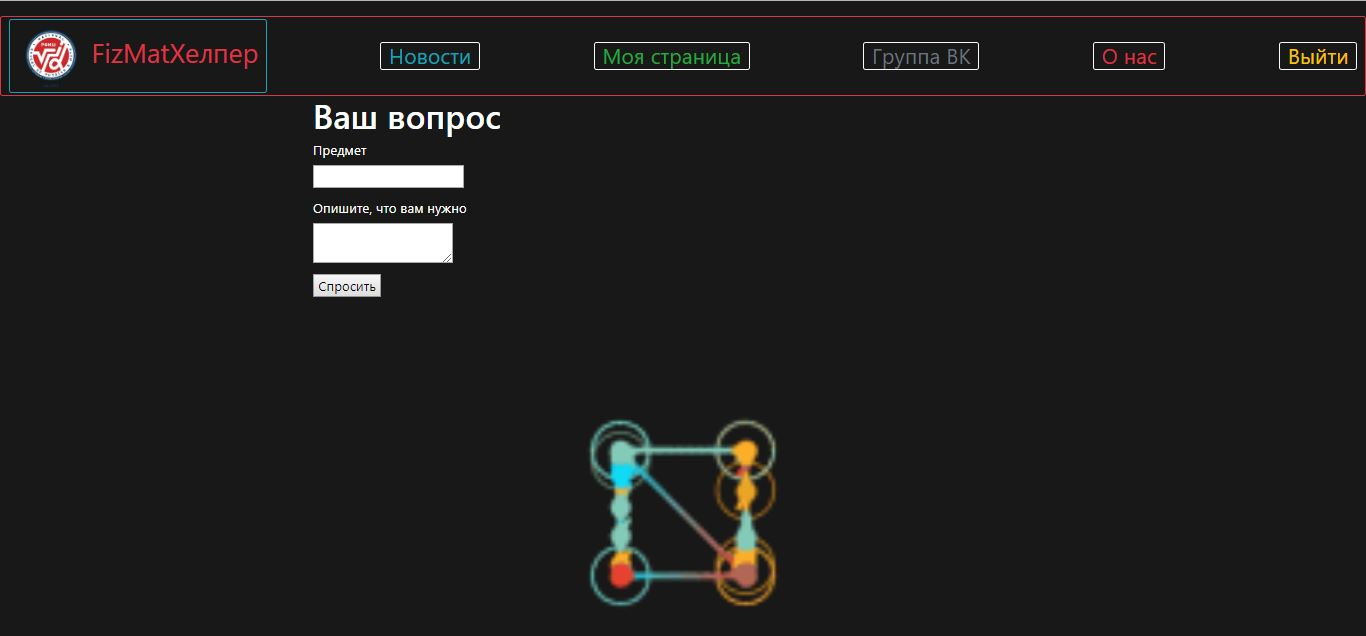 FizMatХелпер
Новости
Моя страница
Группа ВК
О нас
Выйти
Ваш вопрос
Предмет
Опишите, что вам нужно
Спросить